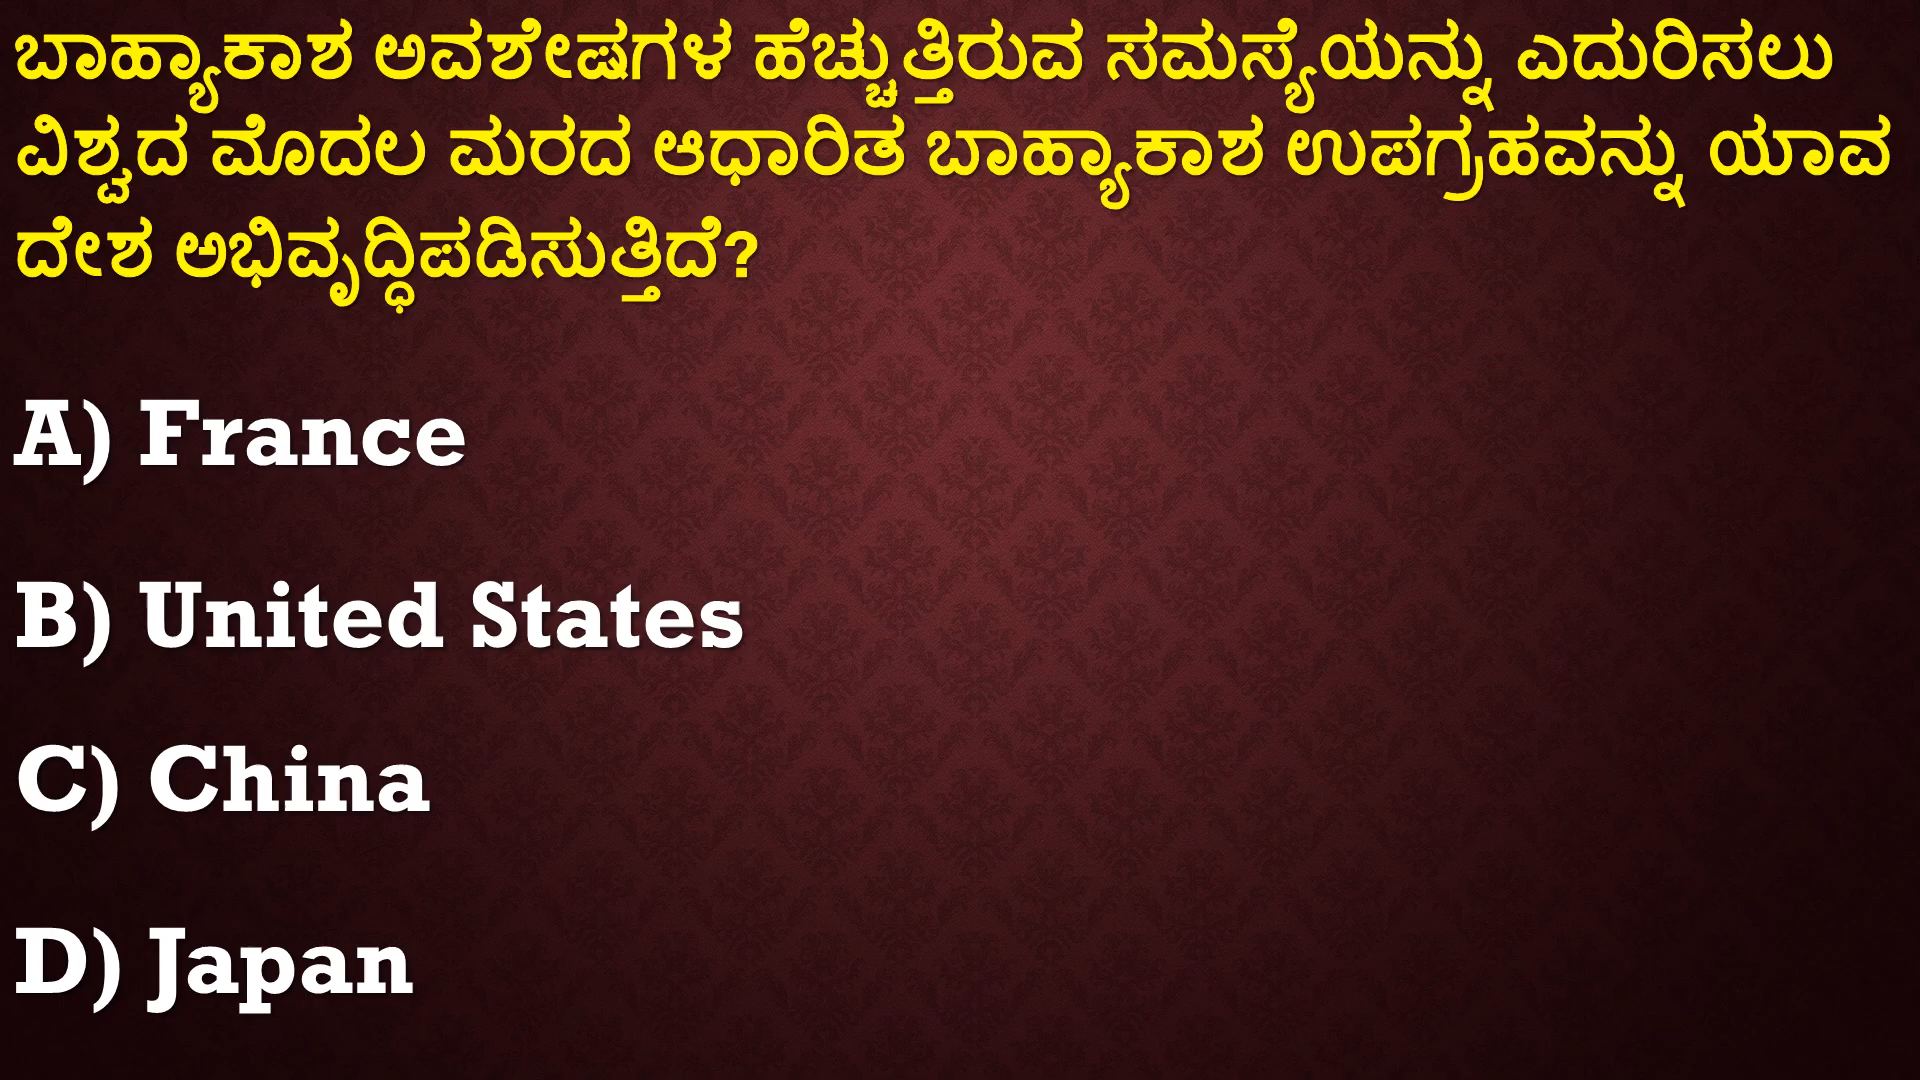 ಬಾಹ್ಯಾಕಾಶ ಅವಶೇಷಗಳ ಹೆಚ್ಚುತ್ತಿರುವ ಸಮಸ್ಯೆಯನ್ನು ಎದುರಿಸಲು
ವಿಶ್ವದ ಮೊದಲ ಮರದ ಆಧಾರಿತ ಬಾಹ್ಯಾಕಾಶ ಉಪಗ್ರಹವನ್ನು ಯಾವ
ದೇಶ ಅಭಿವೃದ್ಧಿಪಡಿಸುತ್ತಿದೆ?
A) France
B) United States
C) China
D) Japan